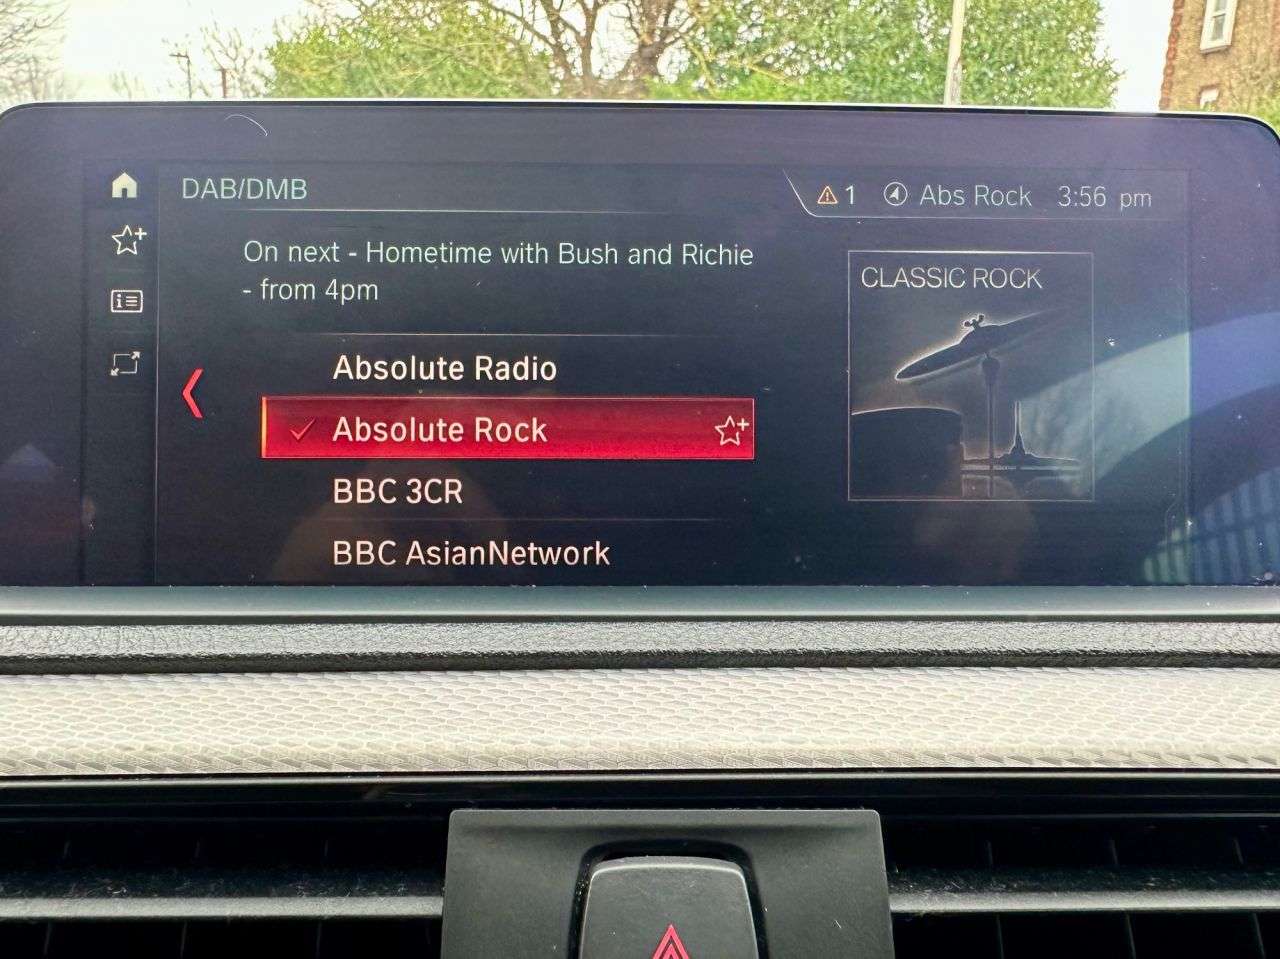 DAB/DMB
1 Abs Rock 3:56 pm
On next - Hometime with Bush and Richie
- from 4pm
CLASSIC ROCK
Absolute Radio
Absolute Rock
BBC 3CR
BBC AsianNetwork